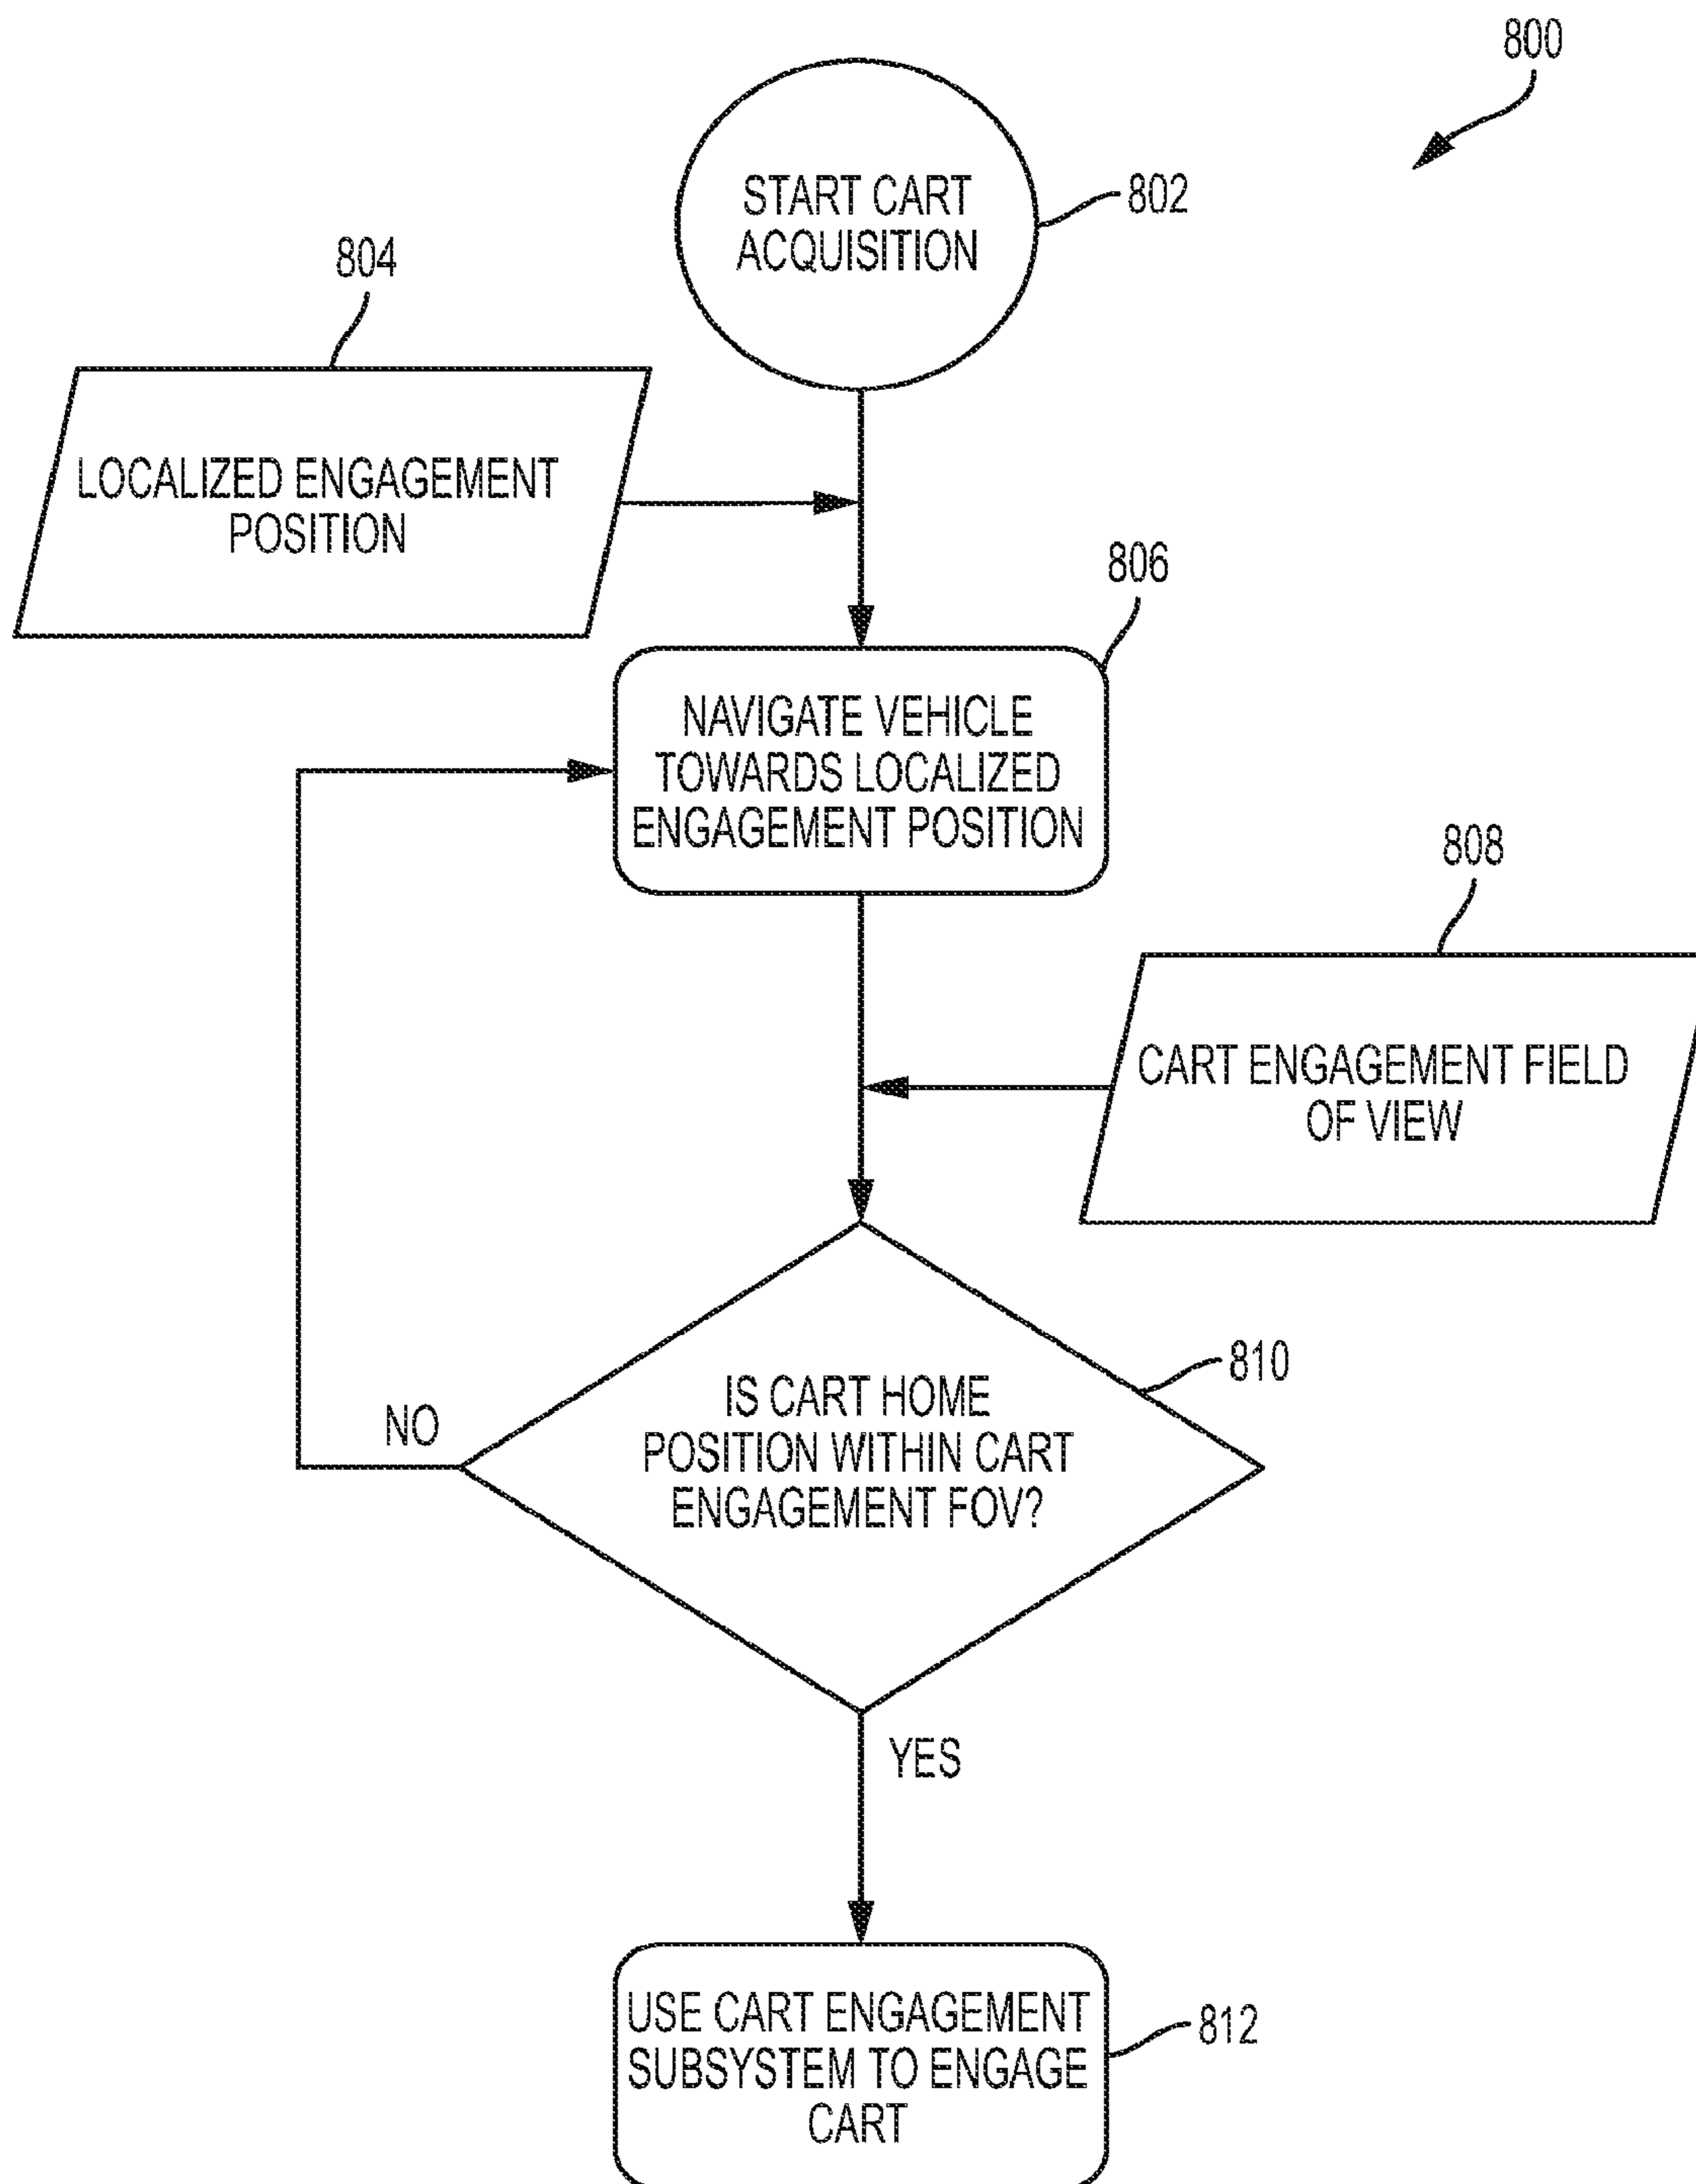 800
START CART
ACQUISITION
802
804
LOCALIZED ENGAGEMENT
POSITION
806
NAVIGATE VEHICLE
TOWARDS LOCALIZED
ENGAGEMENT POSITION
808
CART ENGAGEMENT FIELD
OF VIEW
810
IS CART HOME
POSITION WITHIN CART
ENGAGEMENT FOV?
NO
YES
USE CART ENGAGEMENT
SUBSYSTEM TO ENGAGE
CART
812